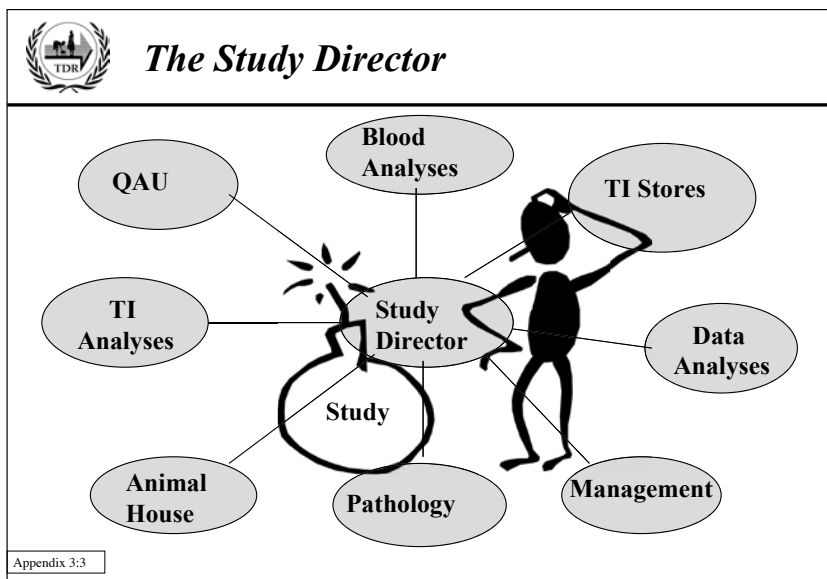 TDR
The Study Director
Blood
Analyses
QAU
TI Stores
TI
Analyses
Study
Director
Data
Analyses
Study
Animal
House
Pathology
Management
Appendix 3:3